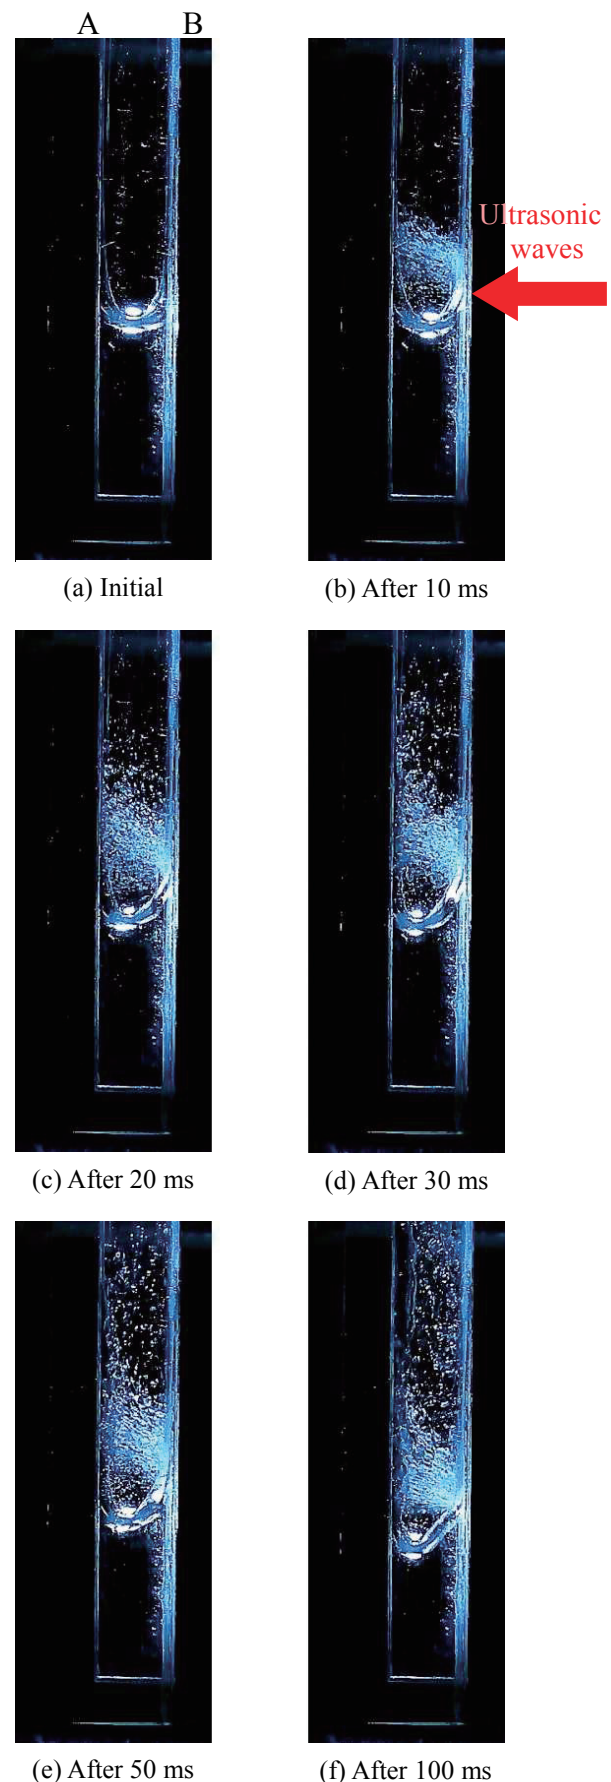 A B
Ultrasonic
waves
(a) Initial
(b) After 10 ms
(c) After 20 ms
(d) After 30 ms
(e) After 50 ms
(f) After 100 ms